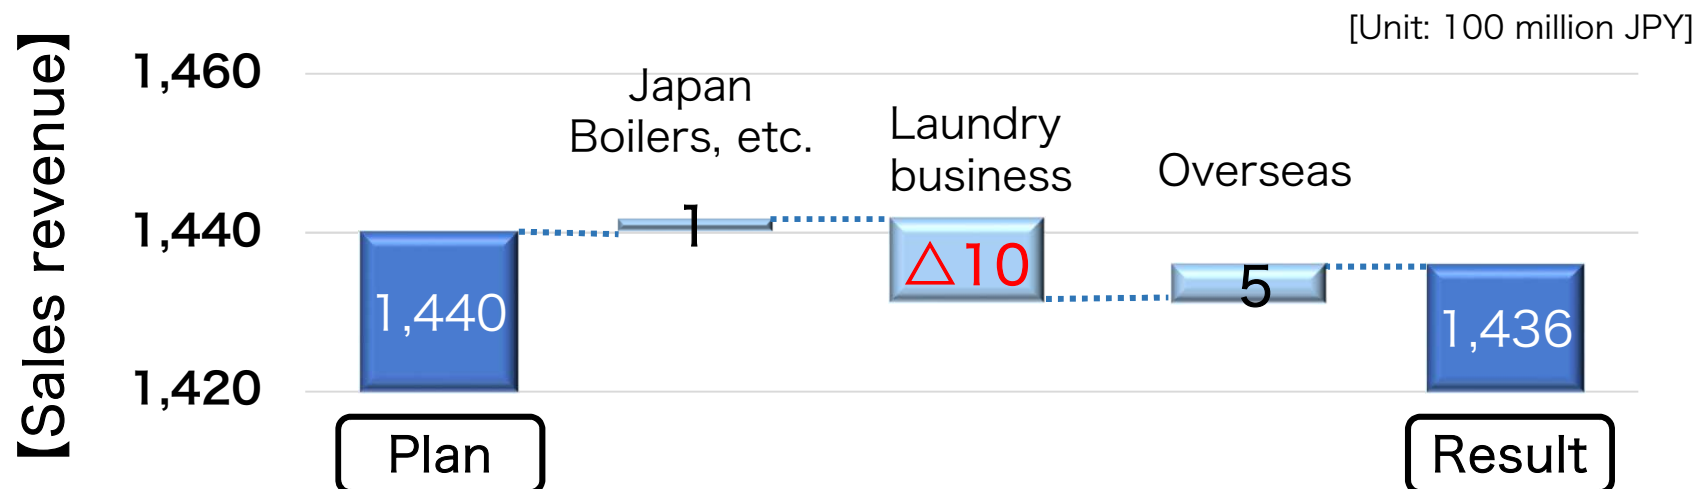 [Unit: 100 million JPY]
【Sales revenue】
1,460
1,440
1,420
Japan
Boilers, etc.
Laundry
business
Overseas
1,440
1
△10
5
1,436
Plan
Result